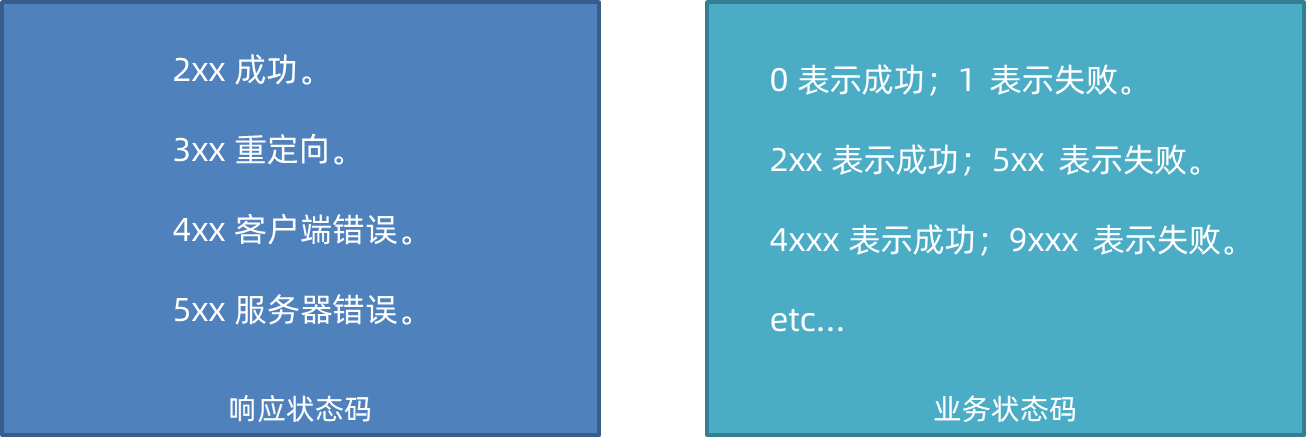 2xx 成功。
3xx 重定向。
4xx 客户端错误。
5xx 服务器错误。
响应状态码
0 表示成功；1 表示失败。
2xx 表示成功；5xx 表示失败。
4xxx 表示成功；9xxx 表示失败。
etc...
业务状态码